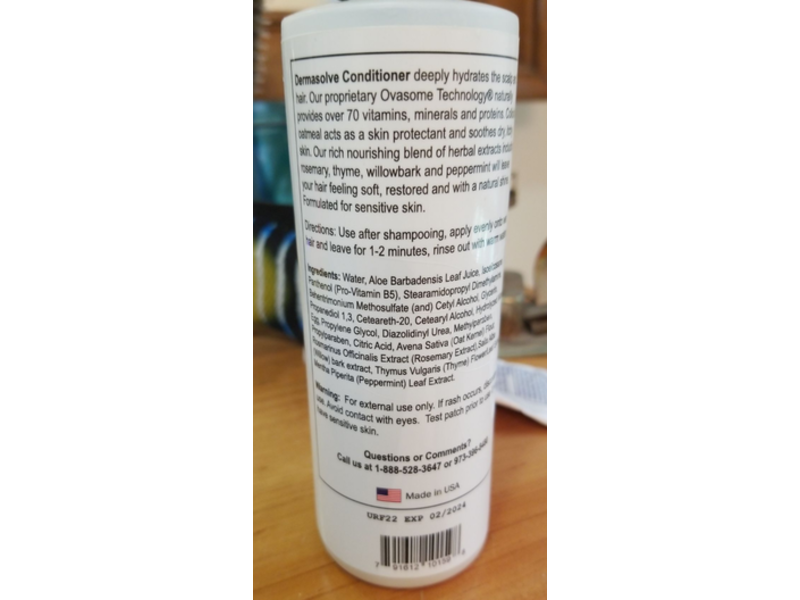 Dermasolve Conditioner deeply hydrates the scalp
hair. Our proprietary Ovasome Technology® naturally
provides over 70 vitamins, minerals and proteins.
oatmeal acts as a skin protectant and soothes dry, itchy
skin. Our rich nourishing blend of herbal extracts
rosemary, thyme, willowbark and peppermint will leave
your hair feeling soft, restored and with a natural shine.
Formulated for sensitive skin.
Directions: Use after shampooing, apply evenly onto
hair and leave for 1-2 minutes, rinse out with warm
Ingredients: Water, Aloe Barbadensis Leaf Juice,
Panthenol (Pro-Vitamin B5), Stearamidopropyl Dimethylamine,
Behentrimonium Methosulfate (and) Cetyl Alcohol, Glycerin,
Propanediol 1,3, Ceteareth-20, Cetearyl Alcohol, Hydrolyzed
Egg, Propylene Glycol, Diazolidinyl Urea, Methylparaben,
Propylparaben, Citric Acid, Avena Sativa (Oat Kernel) Flour,
Rosmarinus Officinalis Extract (Rosemary Extract),
(Willow) bark extract, Thymus Vulgaris (Thyme)
Mentha Piperita (Peppermint) Leaf Extract.
Warning: For external use only. If rash occurs,
use. Avoid contact with eyes. Test patch prior to use
have sensitive skin.
Questions or Comments?
Call us at 1-888-528-3647 or
Made in USA
URF22 EXP 02/2024